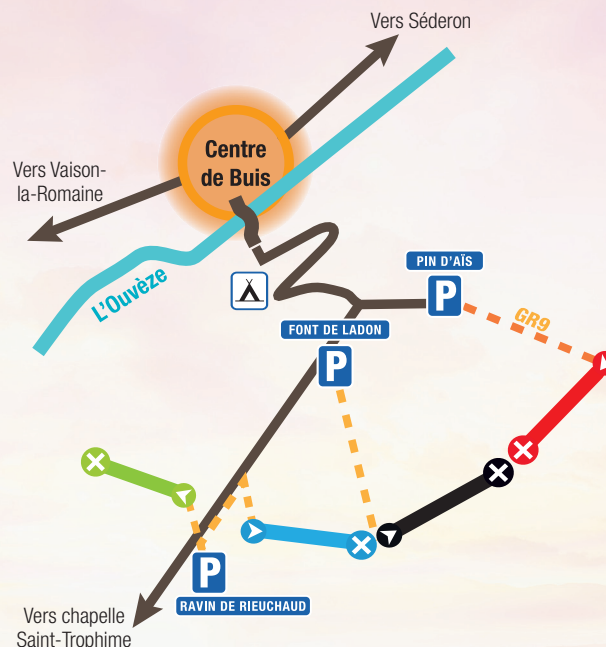 Vers Séderon
Centre
de Buis
Vers Vaison-
la-Romaine
L'Ouvèze
PIN D'AÏS
P
GR9
FONT DE LADON
P
P
RAVIN DE RIEUCHAUD
Vers chapelle
Saint-Trophime